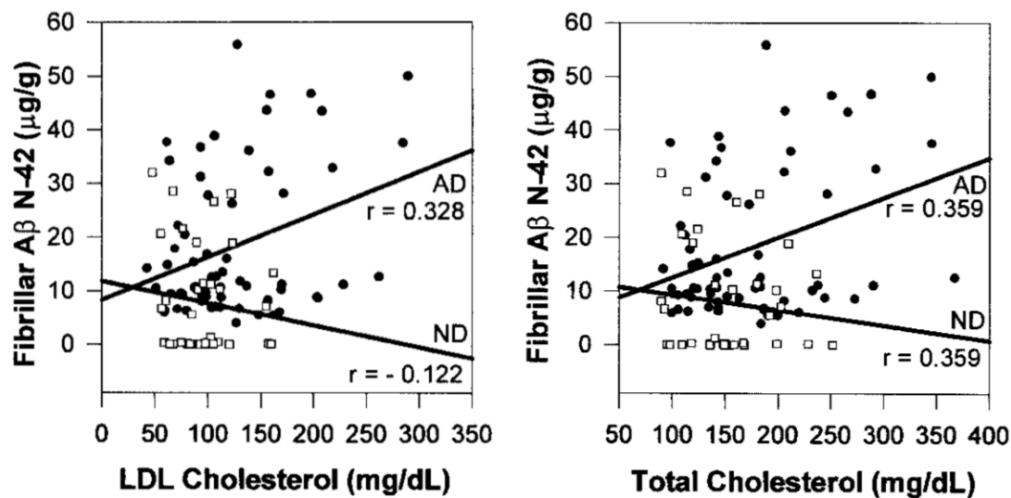 Fibrillar Aβ N-42 (μg/g)
60
50
40
30
20
10
0
AD
r = 0.328
ND
r = - 0.122
0 50 100 150 200 250 300 350
LDL Cholesterol (mg/dL)
Fibrillar Aβ N-42 (μg/g)
60
50
40
30
20
10
0
AD
r = 0.359
ND
r = 0.359
50 100 150 200 250 300 350 400
Total Cholesterol (mg/dL)